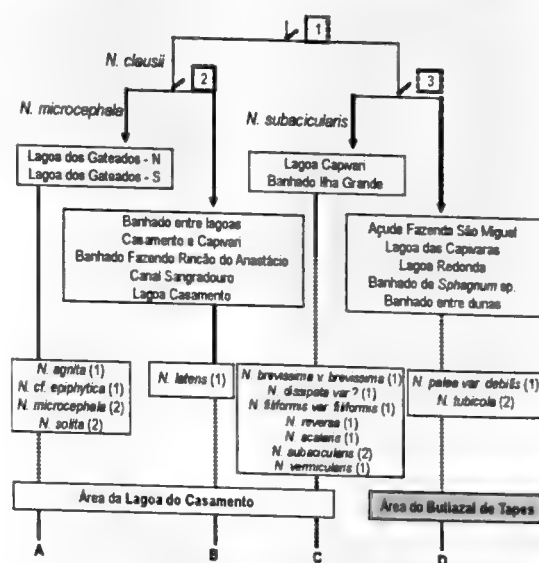 1
N. clausii
2
3
N. microcephala
N. subacicularis
Lagoa dos Gateados - N
Lagoa dos Gateados - S
Lagoa Capivari
Banhado Ilha Grande
Banhado entre lagoas
Casamento e Capivari
Banhado Fazendo Rincão do Anastácio
Canal Sangradouro
Lagoa Casamento
Açude Fazenda São Miguel
Lagoa das Capivaras
Lagoa Redonda
Banhado de Sphagnum sp.
Banhado entre dunas
N. agnita (1)
N. cf. epiphytica (1)
N. microcephala (2)
N. solita (2)
N. latens (1)
N. brevissima v. brevissima (1)
N. dissipata var ? (1)
N. filiformis var filiformis (1)
N. reversa (1)
N. scalaris (1)
N. subacicularis (2)
N. vermicularis (1)
N. palea var debilis (1)
N. tubicola (2)
Área da Lagoa do Casamento
Área do Butiazal de Tapes
A
B
C
D